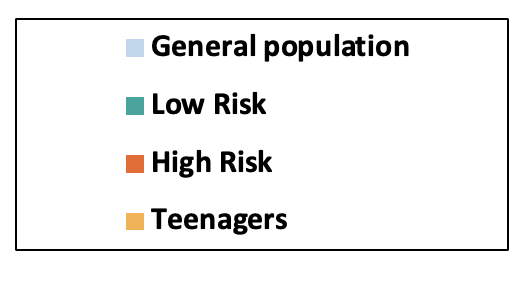 General population
Low Risk
High Risk
Teenagers